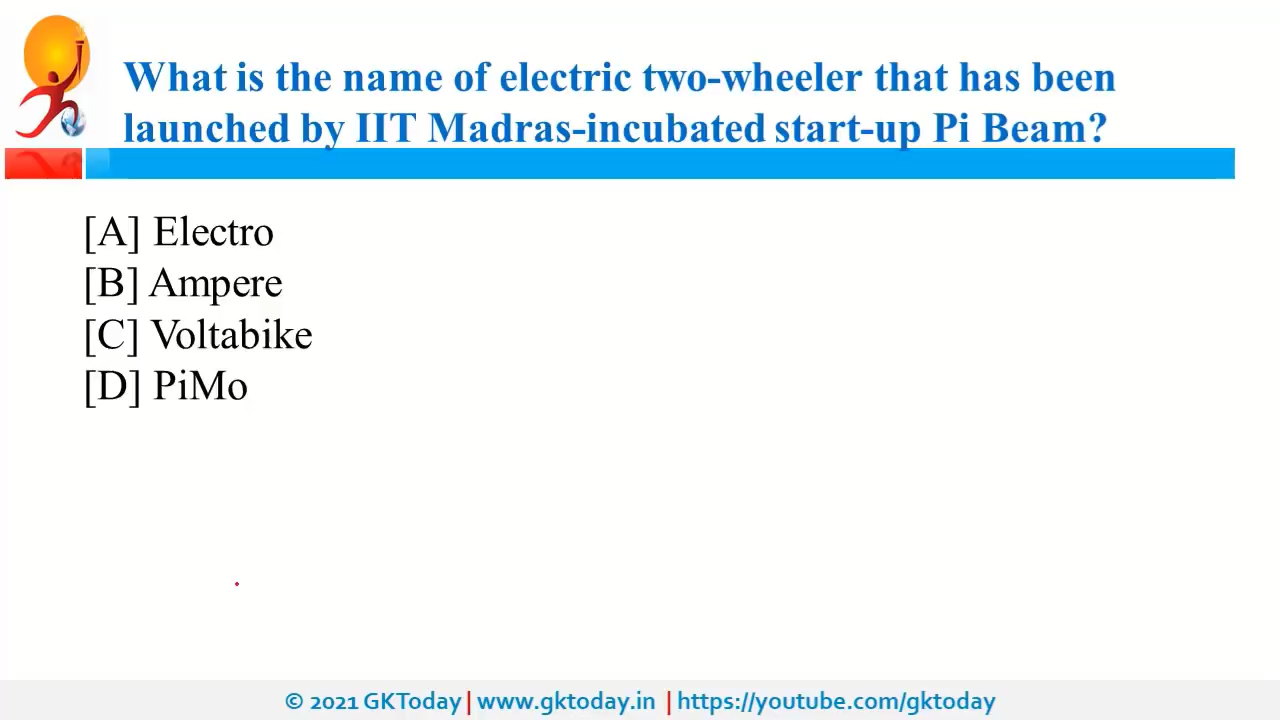 What is the name of electric two-wheeler that has been
launched by IIT Madras-incubated start-up Pi Beam?
[A] Electro
[B] Ampere
[C] Voltabike
[D] PiMo
© 2021 GKToday | www.gktoday.in | https://youtube.com/gktoday